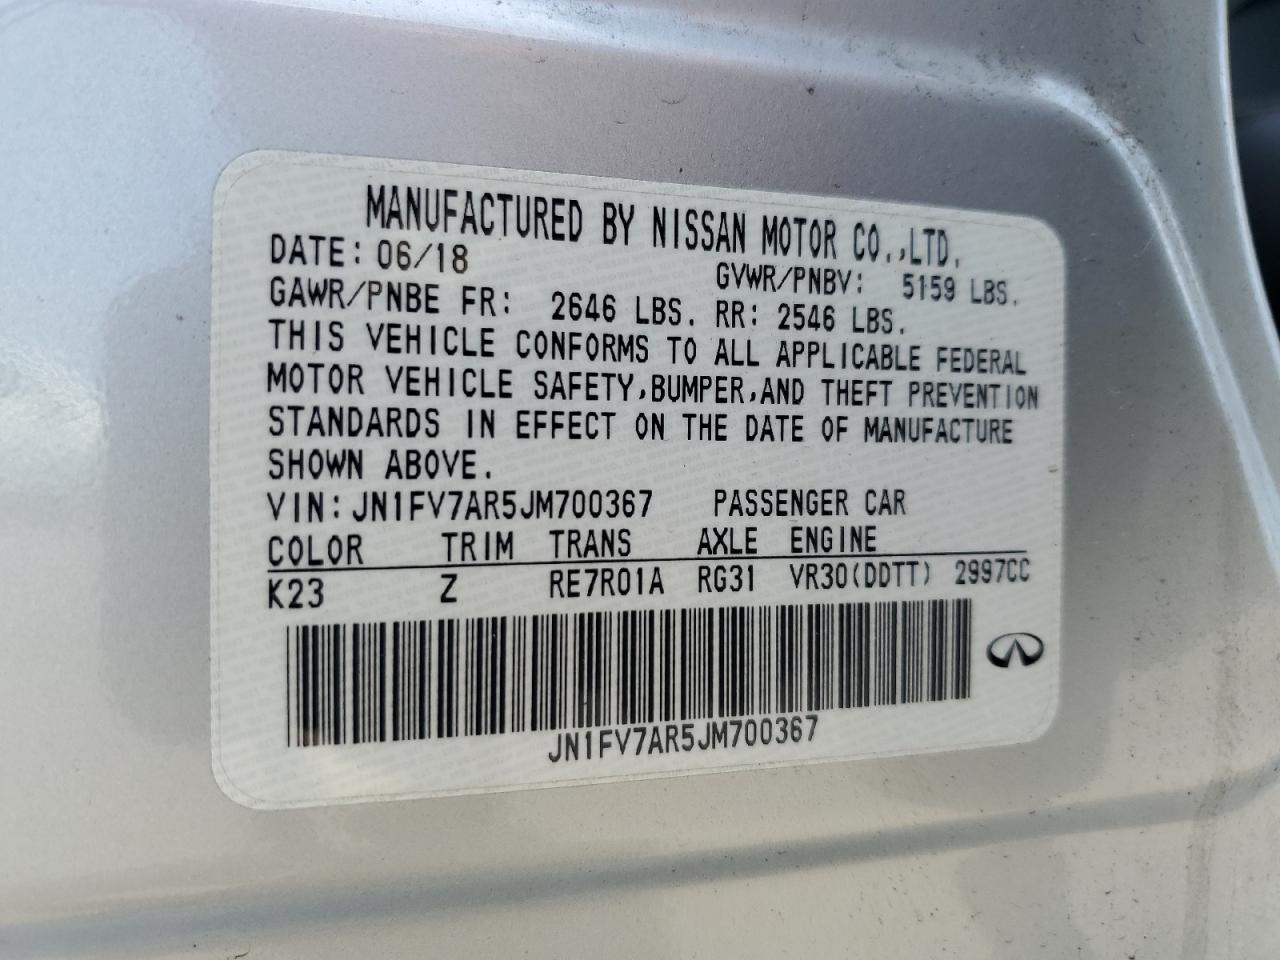 MANUFACTURED BY NISSAN MOTOR CO.,LTD.
DATE: 06/18 GVWR/PNBV: 5159 LBS.
GAWR/PNBE FR: 2646 LBS. RR: 2546 LBS.
THIS VEHICLE CONFORMS TO ALL APPLICABLE FEDERAL
MOTOR VEHICLE SAFETY,BUMPER,AND THEFT PREVENTION
STANDARDS IN EFFECT ON THE DATE OF MANUFACTURE
SHOWN ABOVE.
VIN:JN1FV7AR5JM700367 PASSENGER CAR
COLOR TRIM TRANS AXLE ENGINE
K23 Z RE7R01A RG31 VR30(DDTT) 2997CC
JN1FV7AR5JM700367